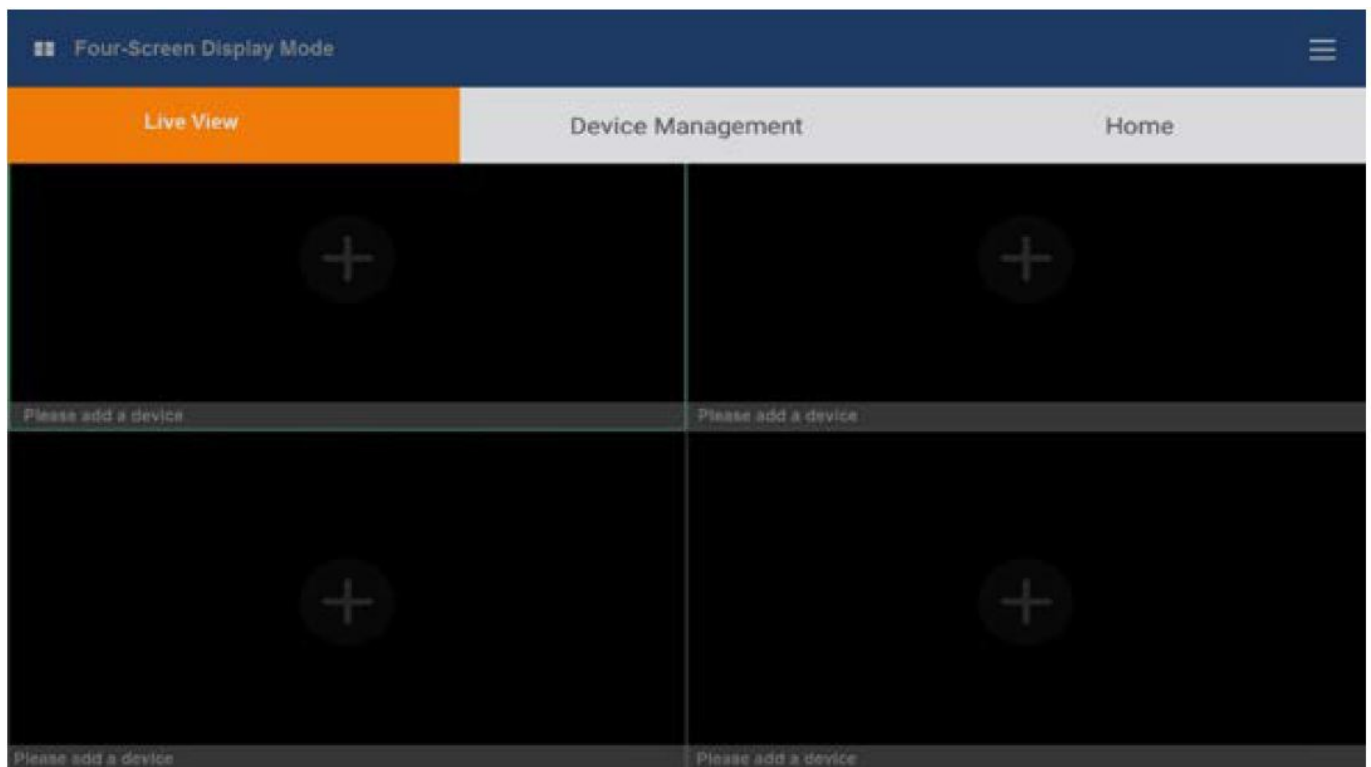 Four-Screen Display Mode
Live View
Device Management
Home
Please add a device
Please add a device
Please add a device
Please add a device